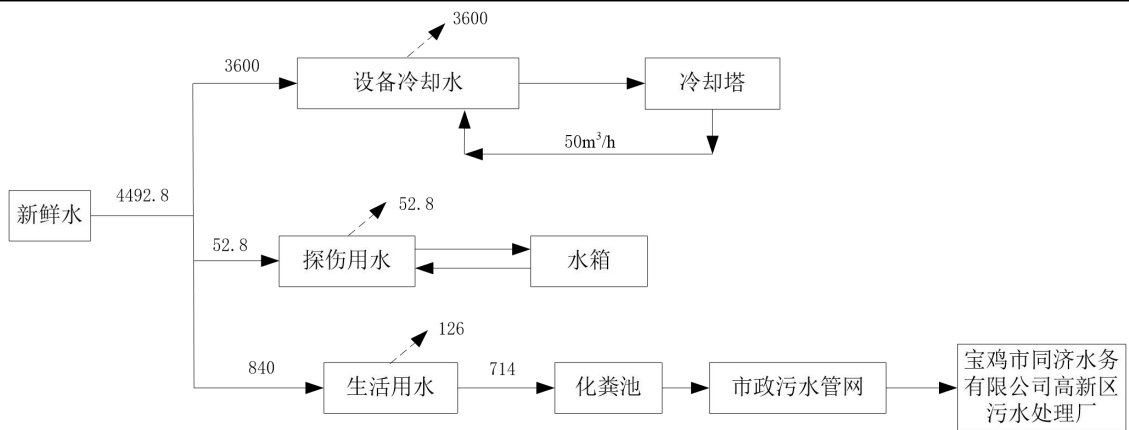 3600
3600
设备冷却水
冷却塔
50m³/h
4492.8
新鲜水
52.8
52.8
探伤用水
水箱
126
840
生活用水
714
化粪池
市政污水管网
宝鸡市同济水务
有限公司高新区
污水处理厂